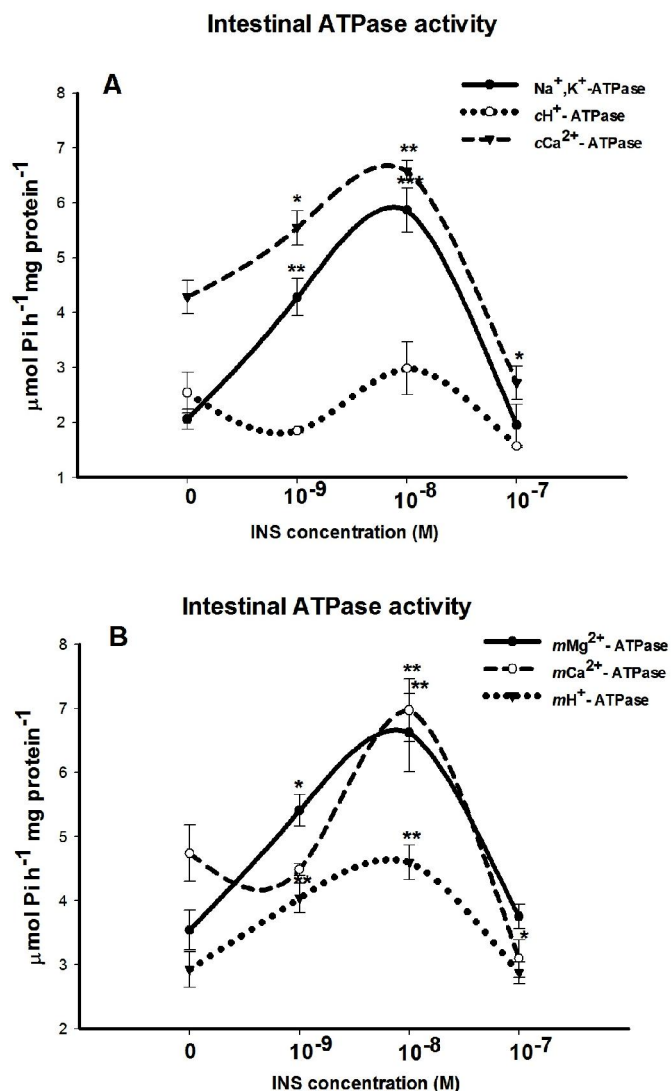 Intestinal ATPase activity
A
Na⁺,K⁺-ATPase
cH⁺- ATPase
cCa²⁺- ATPase
8
7
6
5
4
3
2
1
**
***
*
**
*
μmol Pi h⁻¹ mg protein⁻¹
0 10⁻⁹ 10⁻⁸ 10⁻⁷
INS concentration (M)
Intestinal ATPase activity
B
mMg²⁺- ATPase
mCa²⁺- ATPase
mH⁺- ATPase
8
7
6
5
4
3
2
**
**
*
**
**
*
μmol Pi h⁻¹ mg protein⁻¹
0 10⁻⁹ 10⁻⁸ 10⁻⁷
INS concentration (M)